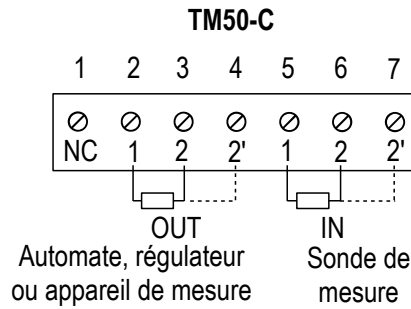 TM50-C
1 2 3 4 5 6 7
NC 1 2 2' 1 2 2'
OUT IN
Automate, régulateur Sonde de
ou appareil de mesure mesure